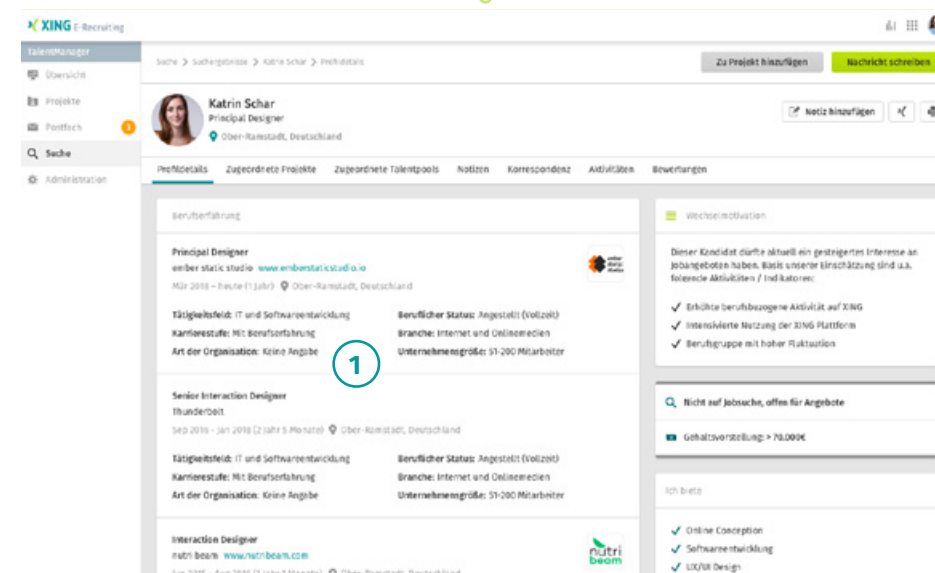 XING E-Recruiting
TalentManager
Übersicht
Projekte
Postfach 3
Suche
Administration
Suche > Suchergebnisse > Katrin Schar > Profildetails
Zu Projekt hinzufügen
Nachricht schreiben
Katrin Schar
Principal Designer
Ober-Ramstadt, Deutschland
Notiz hinzufügen
Profildetails Zugeordnete Projekte Zugeordnete Talentpools Notizen Korrespondenz Aktivitäten Bewertungen
Berufserfahrung
Principal Designer
ember static studio www.emberstaticstudio.io
ember static studio
Mär 2018 – heute (1 Jahr) Ober-Ramstadt, Deutschland
Tätigkeitsfeld: IT und Softwareentwicklung
Beruflicher Status: Angestellt (Vollzeit)
Karrierestufe: Mit Berufserfahrung
Branche: Internet und Onlinemedien
Art der Organisation: Keine Angabe
Unternehmensgröße: 51-200 Mitarbeiter
1
Senior Interaction Designer
Thunderbolt
Sep 2016 - Jan 2018 (2 Jahr 5 Monate) Ober-Ramstadt, Deutschland
Tätigkeitsfeld: IT und Softwareentwicklung
Beruflicher Status: Angestellt (Vollzeit)
Karrierestufe: Mit Berufserfahrung
Branche: Internet und Onlinemedien
Art der Organisation: Keine Angabe
Unternehmensgröße: 51-200 Mitarbeiter
Interaction Designer
nutri beam www.nutribeam.com
nutri
beam
Ober-Ramstadt, Deutschland
Wechselmotivation
Dieser Kandidat dürfte aktuell ein gesteigertes Interesse an
Jobangeboten haben. Basis unserer Einschätzung sind u.a.
folgende Aktivitäten / Indikatoren:
Erhöhte berufsbezogene Aktivität auf XING
Intensivierte Nutzung der XING Plattform
Berufsgruppe mit hoher Fluktuation
Nicht auf Jobsuche, offen für Angebote
Gehaltsvorstellung: > 70.000€
Ich biete
Online Conception
Softwareentwicklung
UX/UI Design